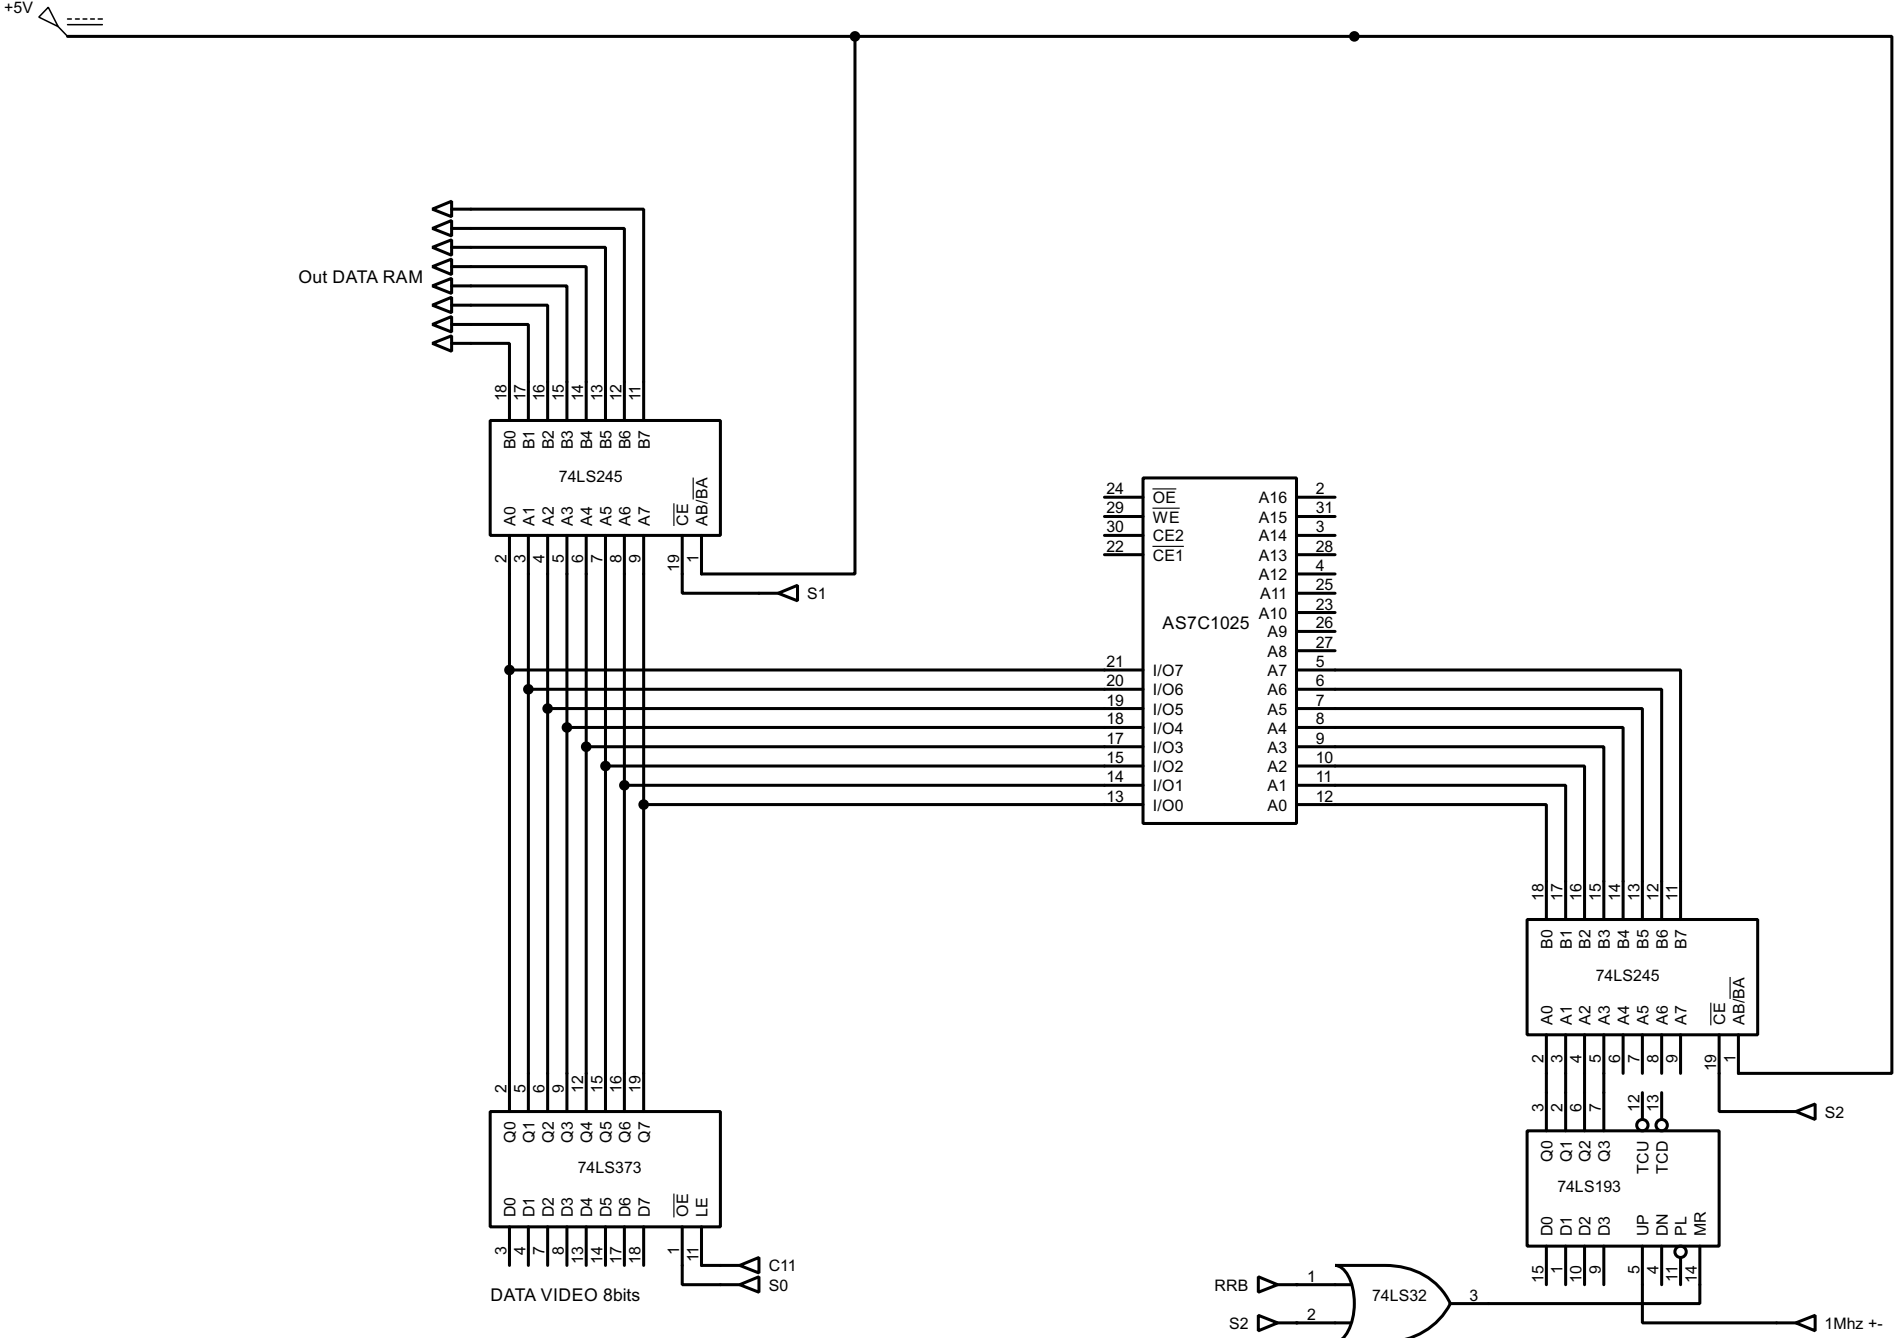 +5V
Out DATA RAM
18 17 16 15 14 13 12 11
B0 B1 B2 B3 B4 B5 B6 B7
74LS245
A0 A1 A2 A3 A4 A5 A6 A7 CE AB/BA
2 3 4 5 6 7 8 9 19 1
S1
24 OE A16 2
29 WE A15 31
30 CE2 A14 3
22 CE1 A13 28
A12 4
A11 25
A10 23
AS7C1025
A9 26
A8 27
21 I/O7 A7 5
20 I/O6 A6 6
19 I/O5 A5 7
18 I/O4 A4 8
17 I/O3 A3 9
15 I/O2 A2 10
14 I/O1 A1 11
13 I/O0 A0 12
18 17 16 15 14 13 12 11
B0 B1 B2 B3 B4 B5 B6 B7
74LS245
A0 A1 A2 A3 A4 A5 A6 A7 CE AB/BA
2 3 4 5 6 7 8 9 19 1
S2
2 5 6 9 12 15 16 19
Q0 Q1 Q2 Q3 Q4 Q5 Q6 Q7
74LS373
D0 D1 D2 D3 D4 D5 D6 D7 OE LE
3 4 7 8 13 14 17 18 1 11
C11
S0
DATA VIDEO 8bits
3 2 6 7 12 13
Q0 Q1 Q2 Q3 TCU TCD
74LS193
D0 D1 D2 D3 UP DN PL MR
15 1 10 9 5 4 11 14
RRB 1
74LS32 3
S2 2
1Mhz +-